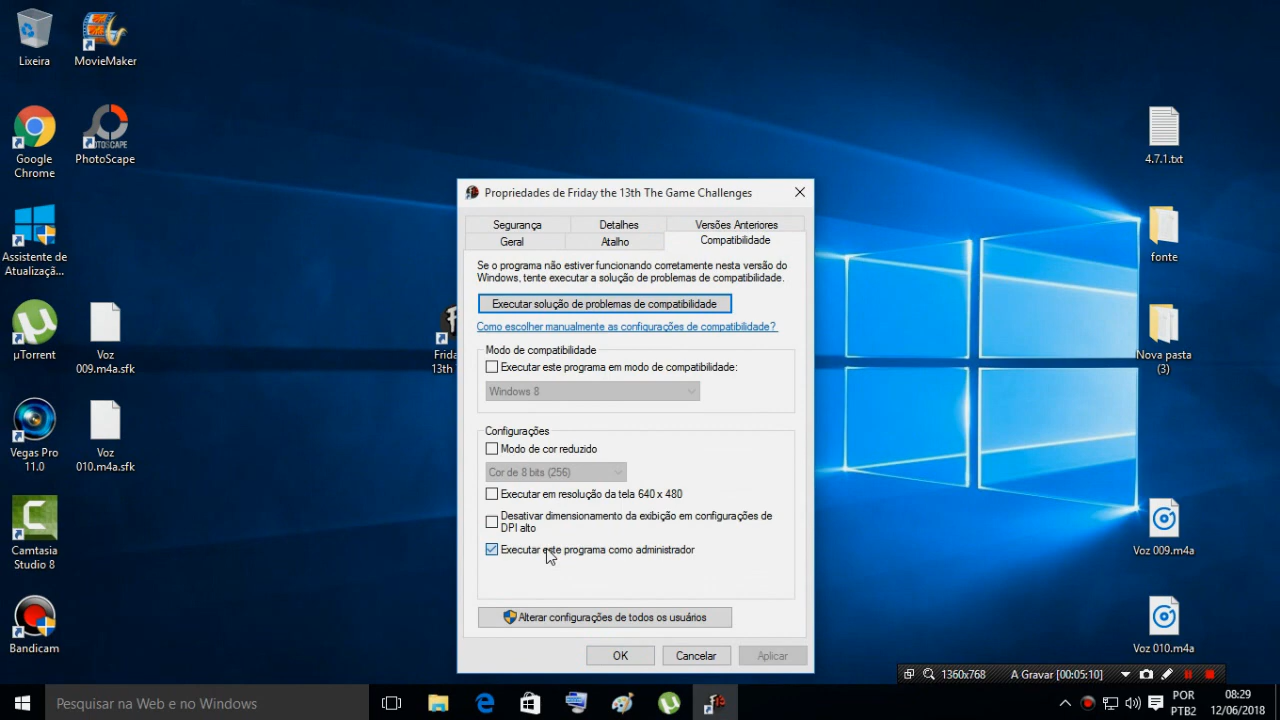 Lixeira
MovieMaker
Google
Chrome
PHOTOSCAPE
PhotoScape
Assistente de
Atualizaçã...
µTorrent
Voz
009.m4a.sfk
Vegas Pro
11.0
Voz
010.m4a.sfk
Camtasia
Studio 8
Bandicam
13th
Propriedades de Friday the 13th The Game Challenges
Segurança
Detalhes
Versões Anteriores
Geral
Atalho
Compatibilidade
Se o programa não estiver funcionando corretamente nesta versão do
Windows, tente executar a solução de problemas de compatibilidade.
Executar solução de problemas de compatibilidade
Como escolher manualmente as configurações de compatibilidade?
Modo de compatibilidade
Executar este programa em modo de compatibilidade:
Windows 8
Configurações
Modo de cor reduzido
Cor de 8 bits (256)
Executar em resolução da tela 640 x 480
Desativar dimensionamento da exibição em configurações de
DPI alto
Executar este programa como administrador
Alterar configurações de todos os usuários
OK
Cancelar
Aplicar
4.7.1.txt
fonte
Nova pasta
(3)
Voz 009.m4a
Voz 010.m4a
1360x768
A Gravar [00:05:10]
Pesquisar na Web e no Windows
POR
PTB2
08:29
12/06/2018